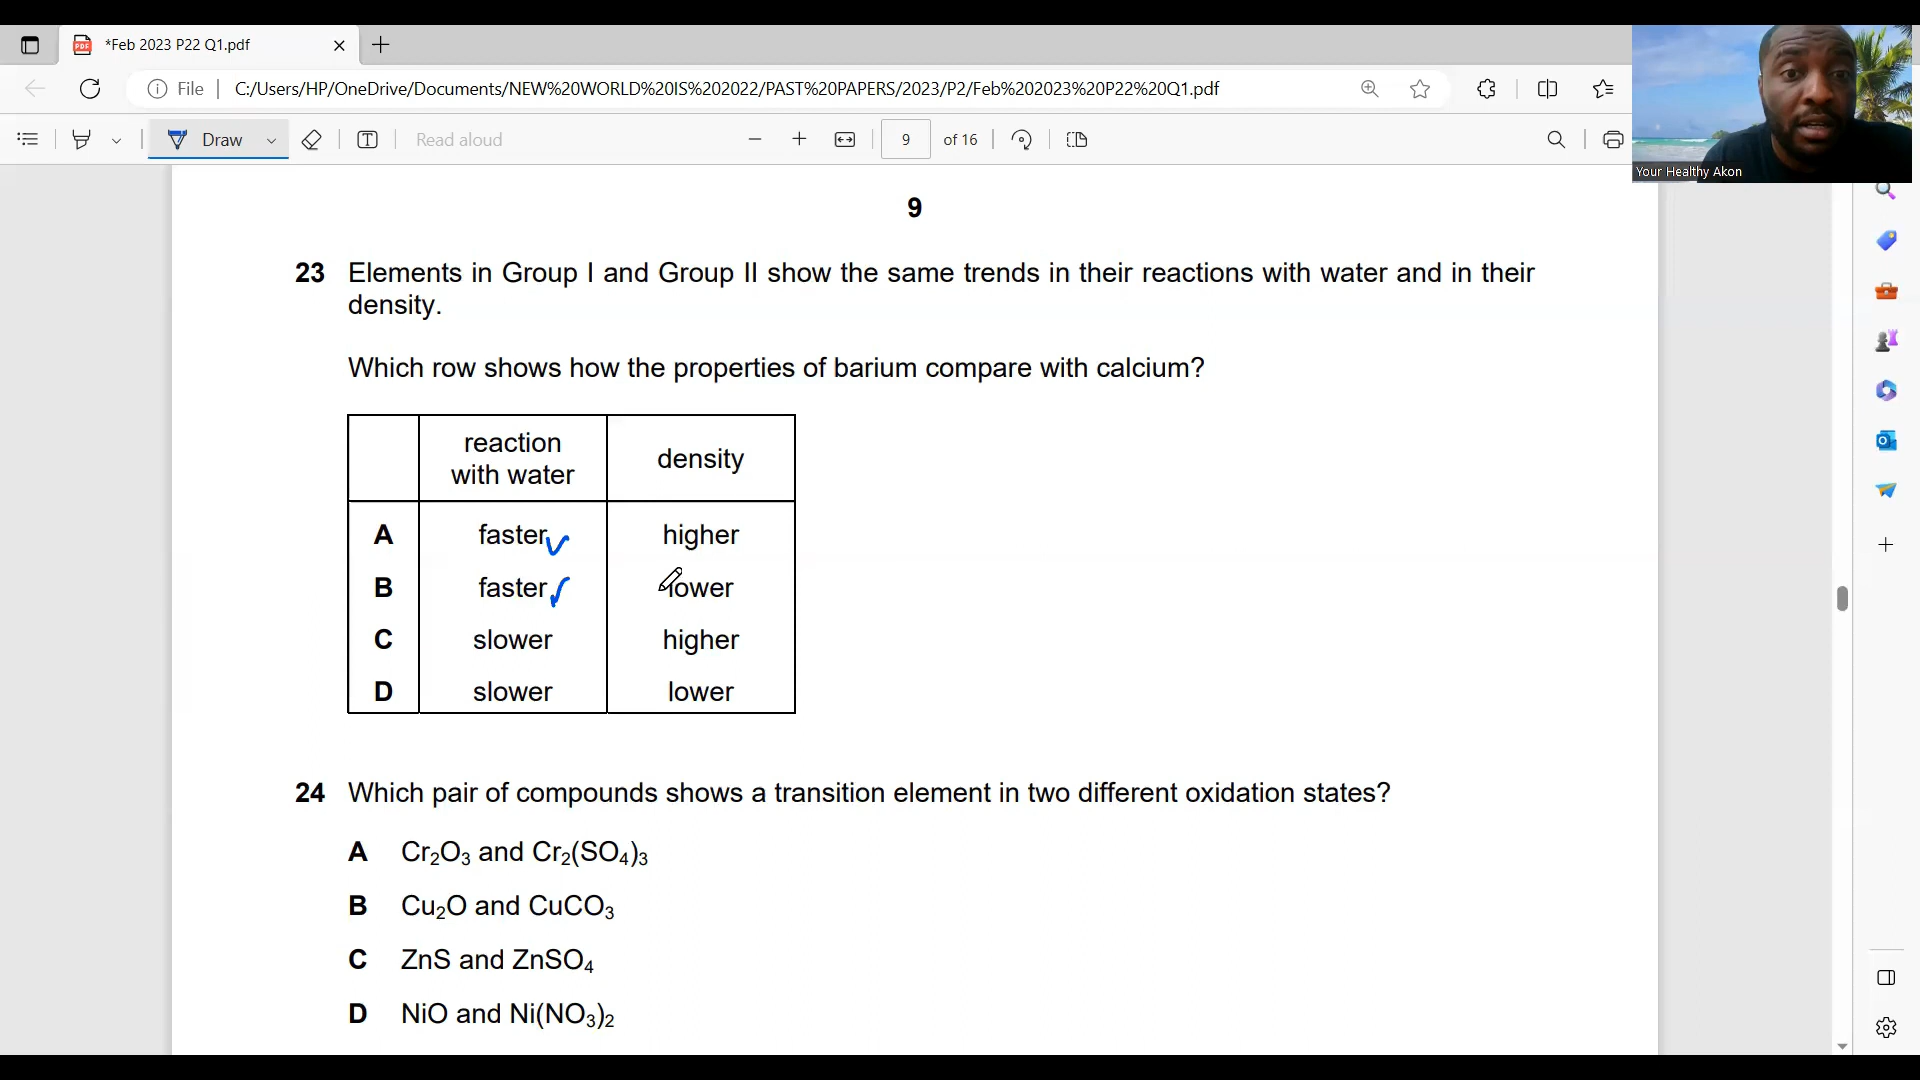 *Feb 2023 P22 Q1.pdf
File
C:/Users/HP/OneDrive/Documents/NEW%20WORLD%20IS%202022/PAST%20PAPERS/2023/P2/Feb%202023%20P22%20Q1.pdf
Draw
Read aloud
9 of 16
Your Healthy Akon
9
23 Elements in Group I and Group II show the same trends in their reactions with water and in their
density.
Which row shows how the properties of barium compare with calcium?
reaction
with water
density
A faster higher
B faster lower
C slower higher
D slower lower
24 Which pair of compounds shows a transition element in two different oxidation states?
A Cr₂O₃ and Cr₂(SO₄)₃
B Cu₂O and CuCO₃
C ZnS and ZnSO₄
D NiO and Ni(NO₃)₂